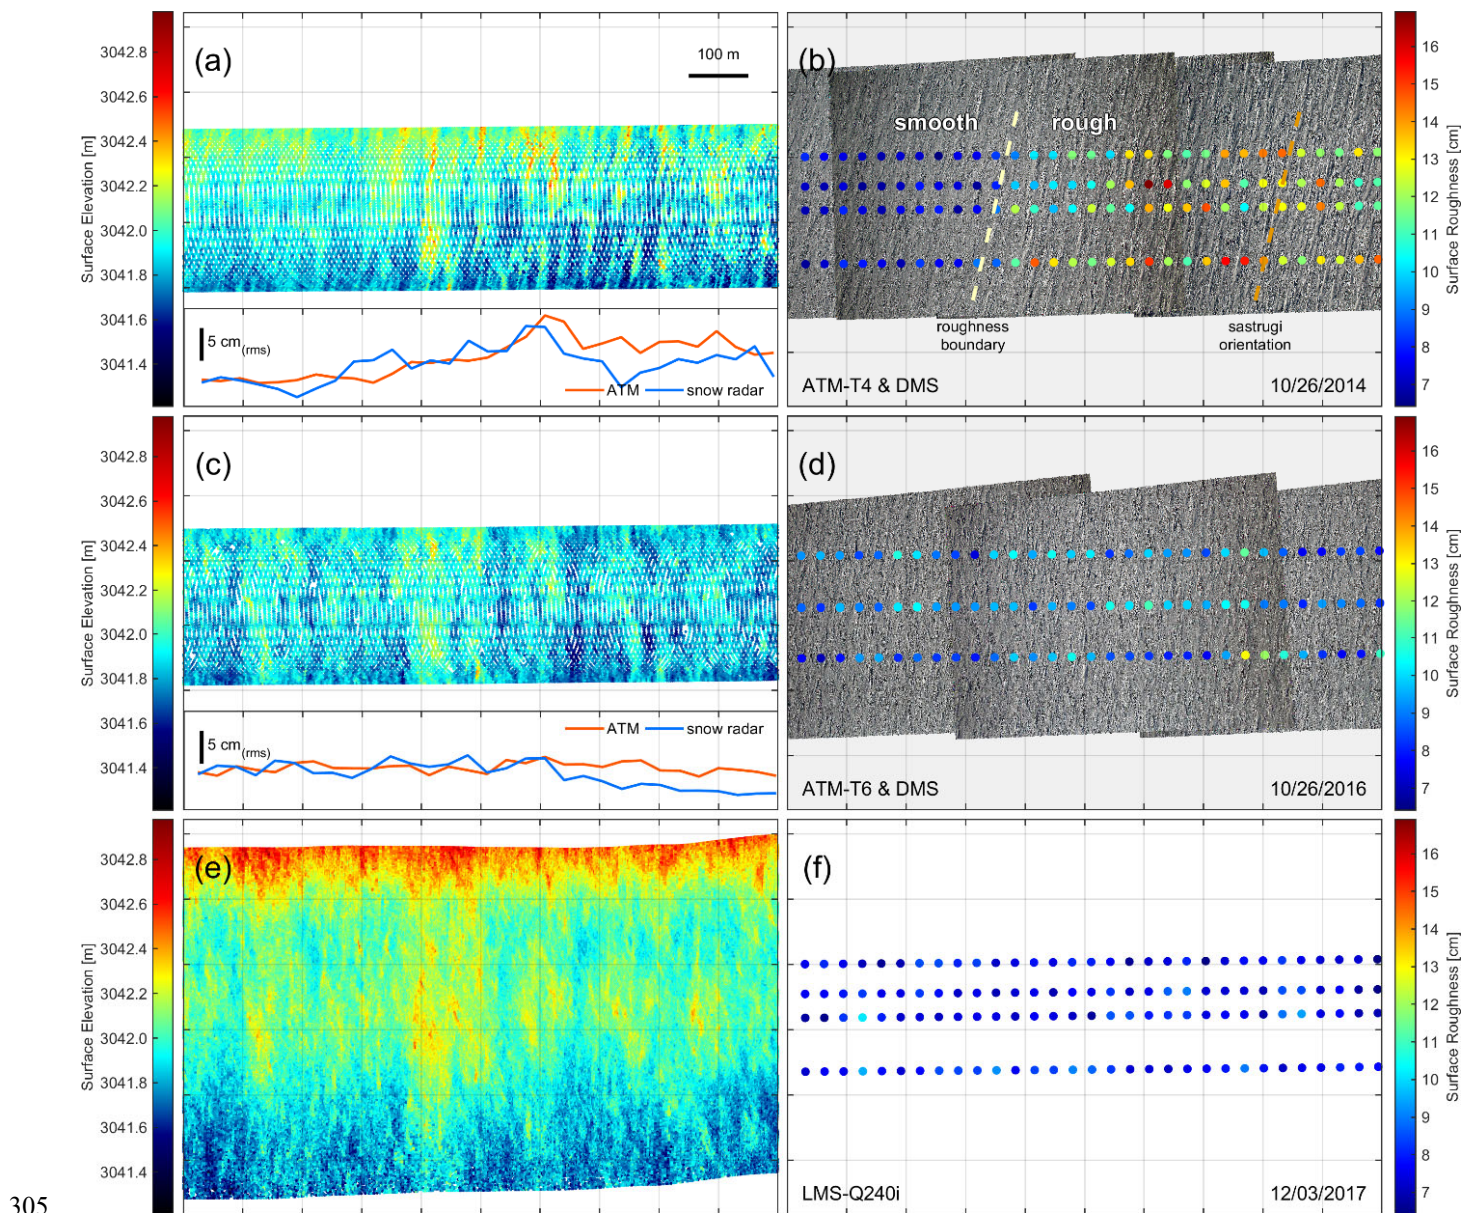 3042.8
3042.6
3042.4
3042.2
3042.0
3041.8
3041.6
3041.4
Surface Elevation [m]
(a)
100 m
5 cm(rms)
ATM
snow radar
(b)
smooth
rough
roughness
boundary
sastrugi
orientation
ATM-T4 & DMS
10/26/2014
16
15
14
13
12
11
10
9
8
7
Surface Roughness [cm]
3042.8
3042.6
3042.4
3042.2
3042.0
3041.8
3041.6
3041.4
Surface Elevation [m]
(c)
ATM
snow radar
5 cm(rms)
(d)
ATM-T6 & DMS
10/26/2016
16
15
14
13
12
11
10
9
8
7
Surface Roughness [cm]
3042.8
3042.6
3042.4
3042.2
3042.0
3041.8
3041.6
3041.4
Surface Elevation [m]
(e)
(f)
LMS-Q240i
12/03/2017
16
15
14
13
12
11
10
9
8
7
Surface Roughness [cm]
305